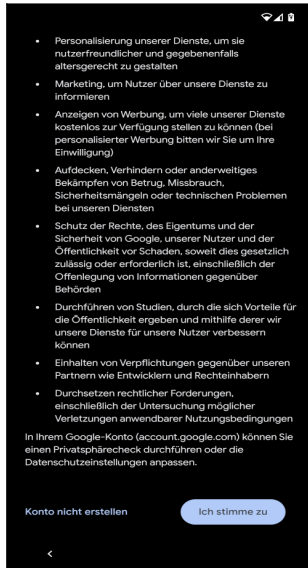 • Personalisierung unserer Dienste, um sie
nutzerfreundlicher und gegebenenfalls
altersgerecht zu gestalten
• Marketing, um Nutzer über unsere Dienste zu
informieren
• Anzeigen von Werbung, um viele unserer Dienste
kostenlos zur Verfügung stellen zu können (bei
personalisierter Werbung bitten wir Sie um Ihre
Einwilligung)
• Aufdecken, Verhindern oder anderweitiges
Bekämpfen von Betrug, Missbrauch,
Sicherheitsmängeln oder technischen Problemen
bei unseren Diensten
• Schutz der Rechte, des Eigentums und der
Sicherheit von Google, unserer Nutzer und der
Öffentlichkeit vor Schaden, soweit dies gesetzlich
zulässig oder erforderlich ist, einschließlich der
Offenlegung von Informationen gegenüber
Behörden
• Durchführen von Studien, durch die sich Vorteile für
die Öffentlichkeit ergeben und mithilfe derer wir
unsere Dienste für unsere Nutzer verbessern
können
• Einhalten von Verpflichtungen gegenüber unseren
Partnern wie Entwicklern und Rechteinhabern
• Durchsetzen rechtlicher Forderungen,
einschließlich der Untersuchung möglicher
Verletzungen anwendbarer Nutzungsbedingungen
In Ihrem Google-Konto (account.google.com) können Sie
einen Privatsphärecheck durchführen oder die
Datenschutzeinstellungen anpassen.
Konto nicht erstellen
Ich stimme zu